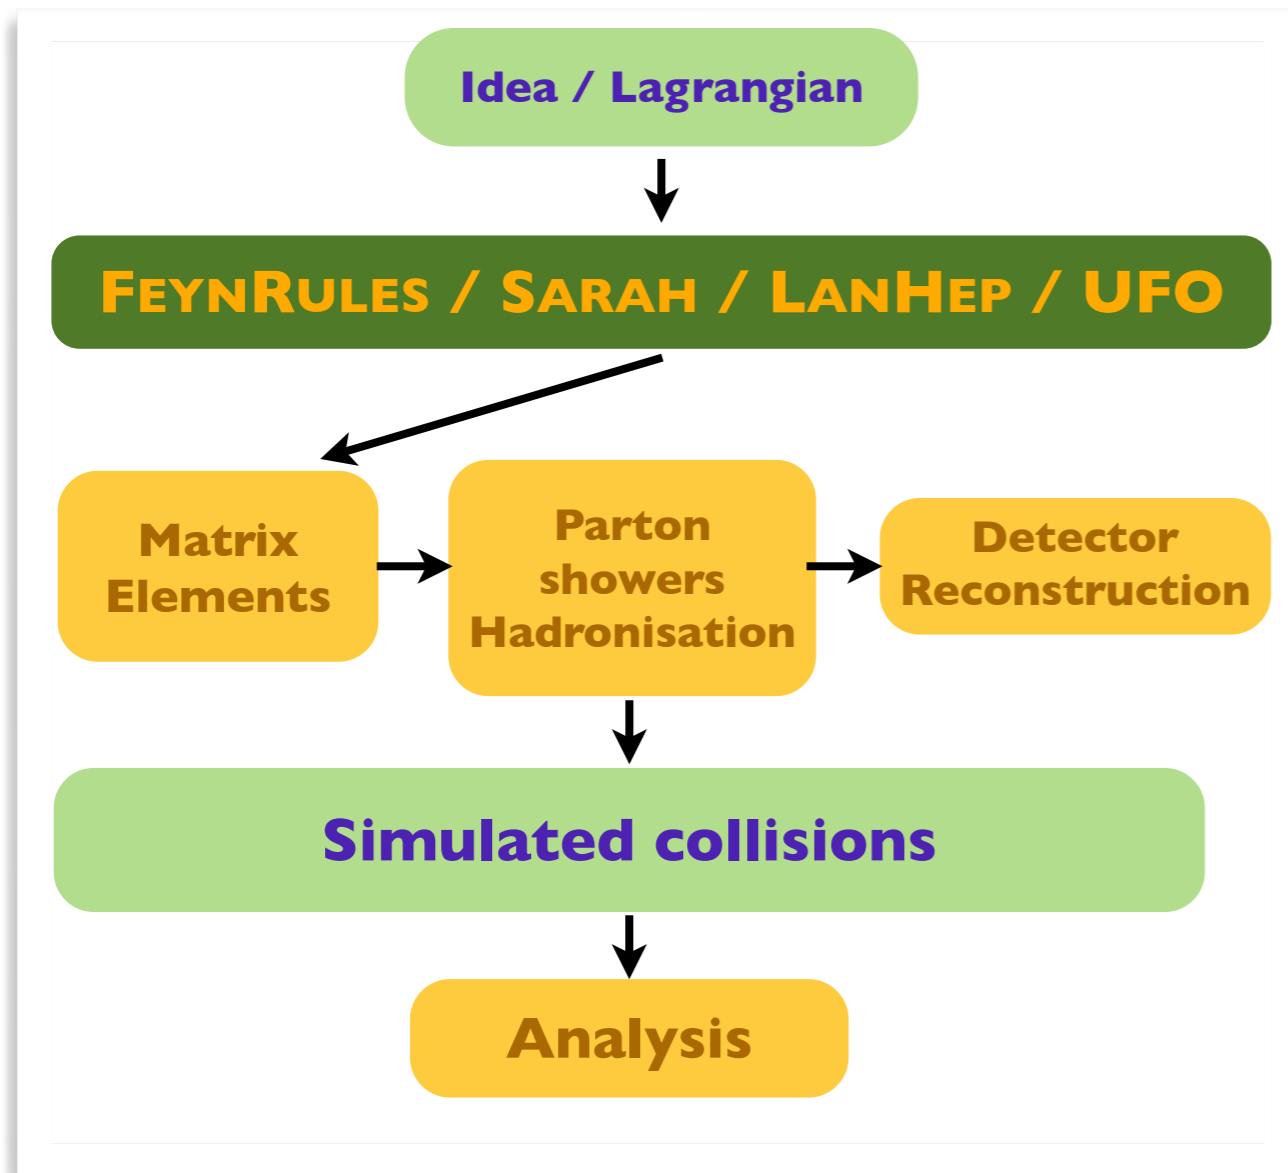 Idea / Lagrangian
FEYNRULES / SARAH / LANHEP / UFO
Matrix
Elements
Parton
showers
Hadronisation
Detector
Reconstruction
Simulated collisions
Analysis